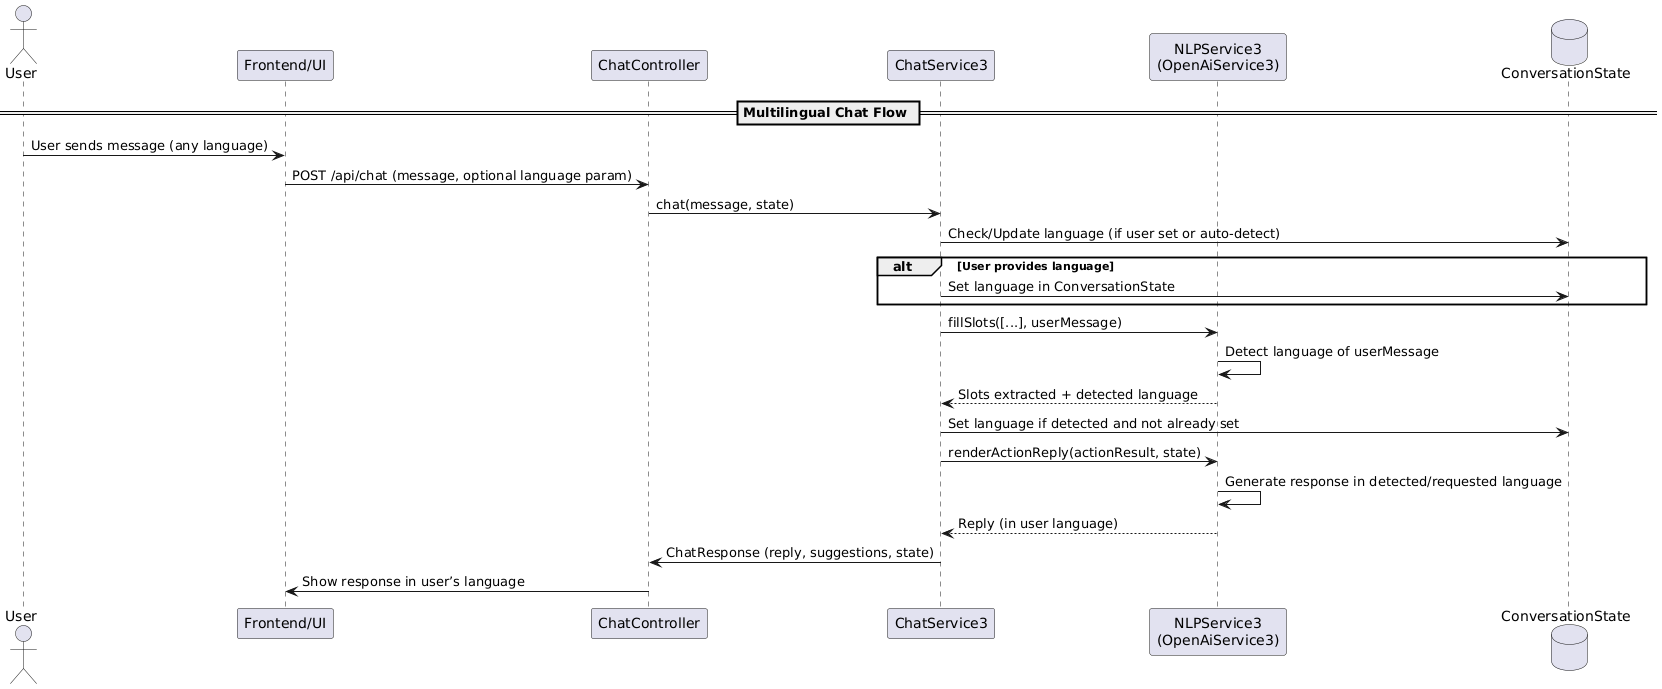 User
Frontend/UI
ChatController
ChatService3
NLPService3
(OpenAiService3)
ConversationState
Multilingual Chat Flow
User sends message (any language)
POST /api/chat (message, optional language param)
chat(message, state)
Check/Update language (if user set or auto-detect)
alt [User provides language]
Set language in ConversationState
fillSlots([...], userMessage)
Detect language of userMessage
Slots extracted + detected language
Set language if detected and not already set
renderActionReply(actionResult, state)
Generate response in detected/requested language
Reply (in user language)
ChatResponse (reply, suggestions, state)
Show response in user’s language
User
Frontend/UI
ChatController
ChatService3
NLPService3
(OpenAiService3)
ConversationState